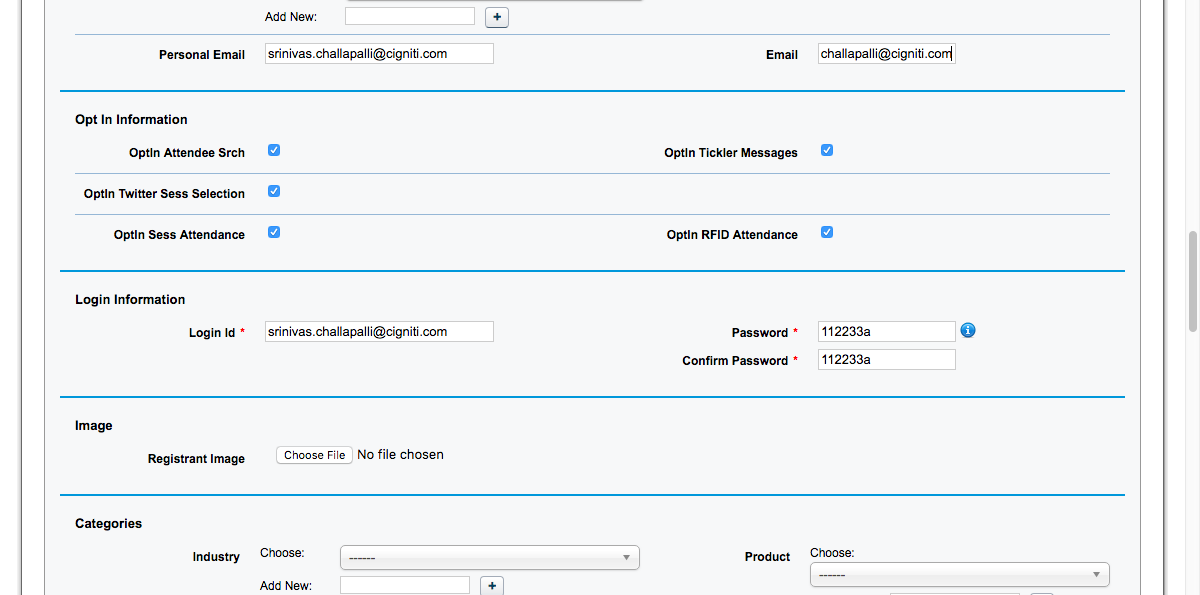 Add New: +
Personal Email srinivas.challapalli@cigniti.com Email challapalli@cigniti.com
Opt In Information
OptIn Attendee Srch OptIn Tickler Messages
OptIn Twitter Sess Selection
OptIn Sess Attendance OptIn RFID Attendance
Login Information
Login Id * srinivas.challapalli@cigniti.com Password * 112233a i
Confirm Password * 112233a
Image
Registrant Image Choose File No file chosen
Categories
Industry Choose: ------ Product Choose:
------
Add New: +